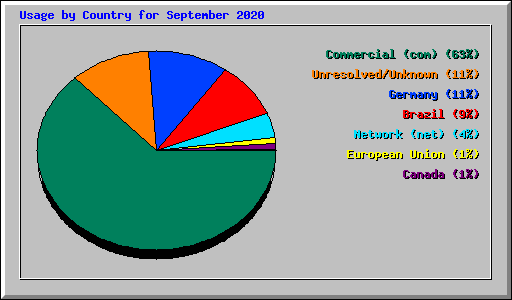 Usage by Country for September 2020
Commercial (com) (63%)
Unresolved/Unknown (11%)
Germany (11%)
Brazil (9%)
Network (net) (4%)
European Union (1%)
Canada (1%)